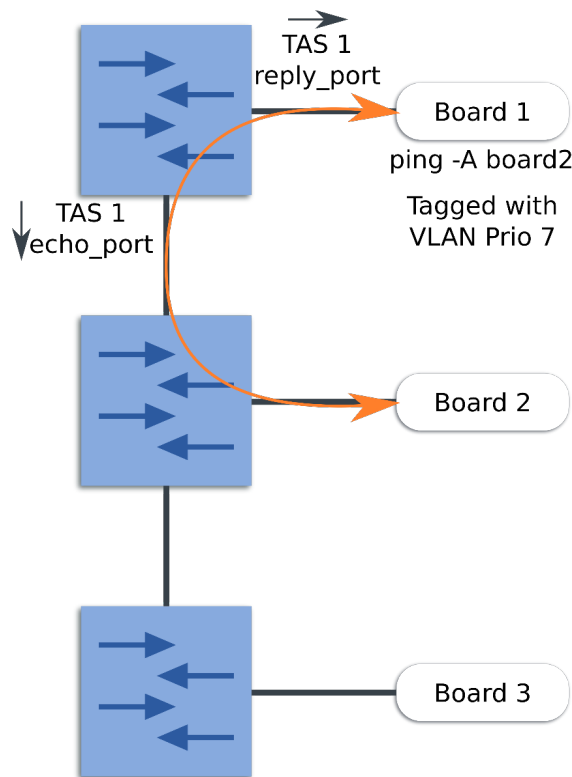 TAS 1
reply_port
Board 1
ping -A board2
Tagged with
VLAN Prio 7
TAS 1
echo_port
Board 2
Board 3